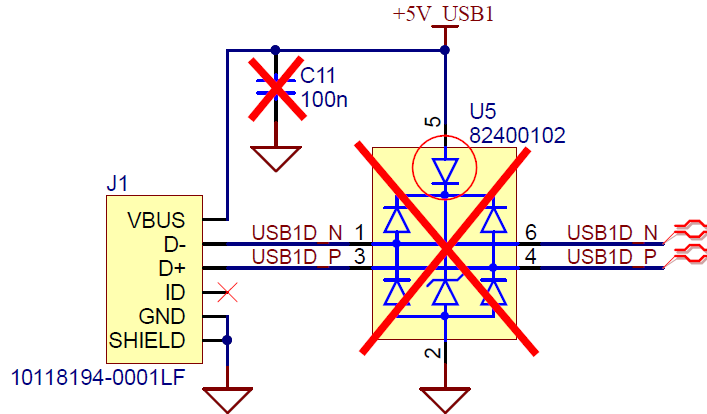 +5V_USB1
C11
100n
5
U5
82400102
J1
VBUS
D-
D+
ID
GND
SHIELD
USB1D_N 1
USB1D_P 3
6 USB1D_N
4 USB1D_P
2
10118194-0001LF